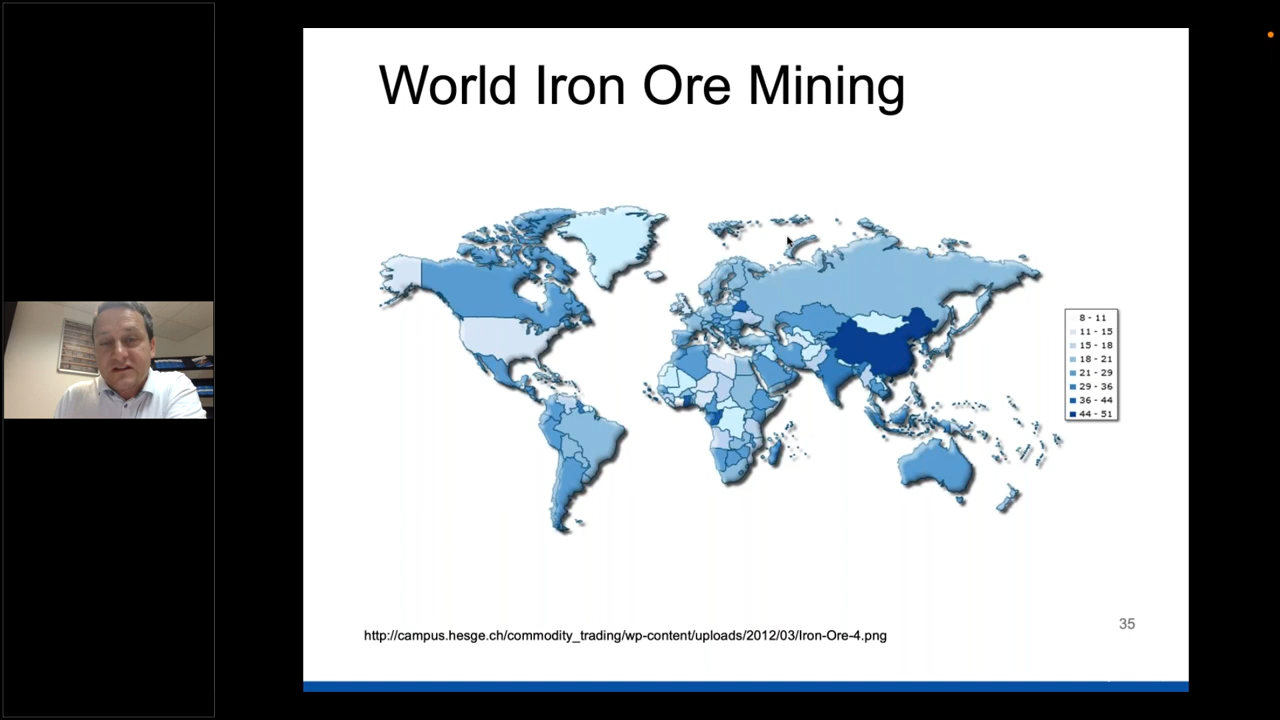 World Iron Ore Mining
8 - 11
11 - 15
15 - 18
18 - 21
21 - 29
29 - 36
36 - 44
44 - 51
http://campus.hesge.ch/commodity_trading/wp-content/uploads/2012/03/Iron-Ore-4.png
35